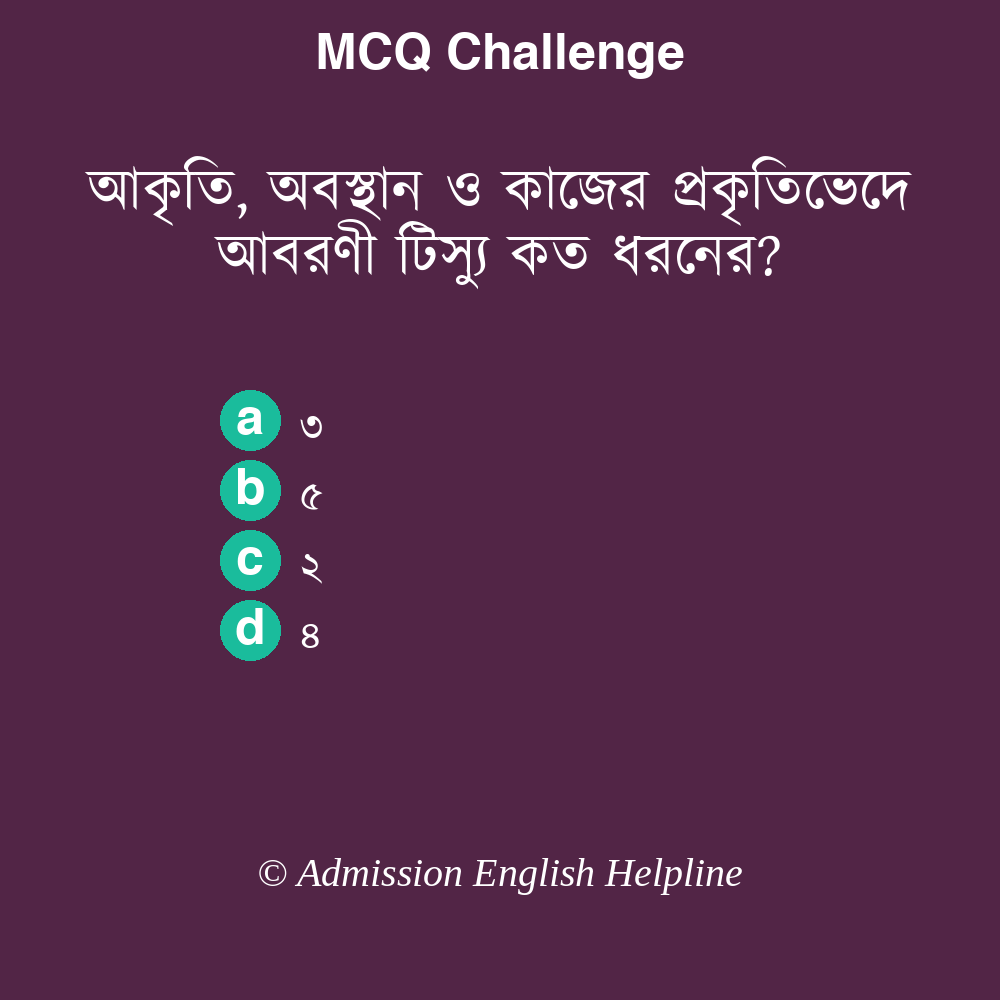 MCQ Challenge
আকৃতি, অবস্থান ও কাজের প্রকৃতিভেদে
আবরণী টিস্যু কত ধরনের?
a ৩
b ৫
c ২
d ৪
© Admission English Helpline